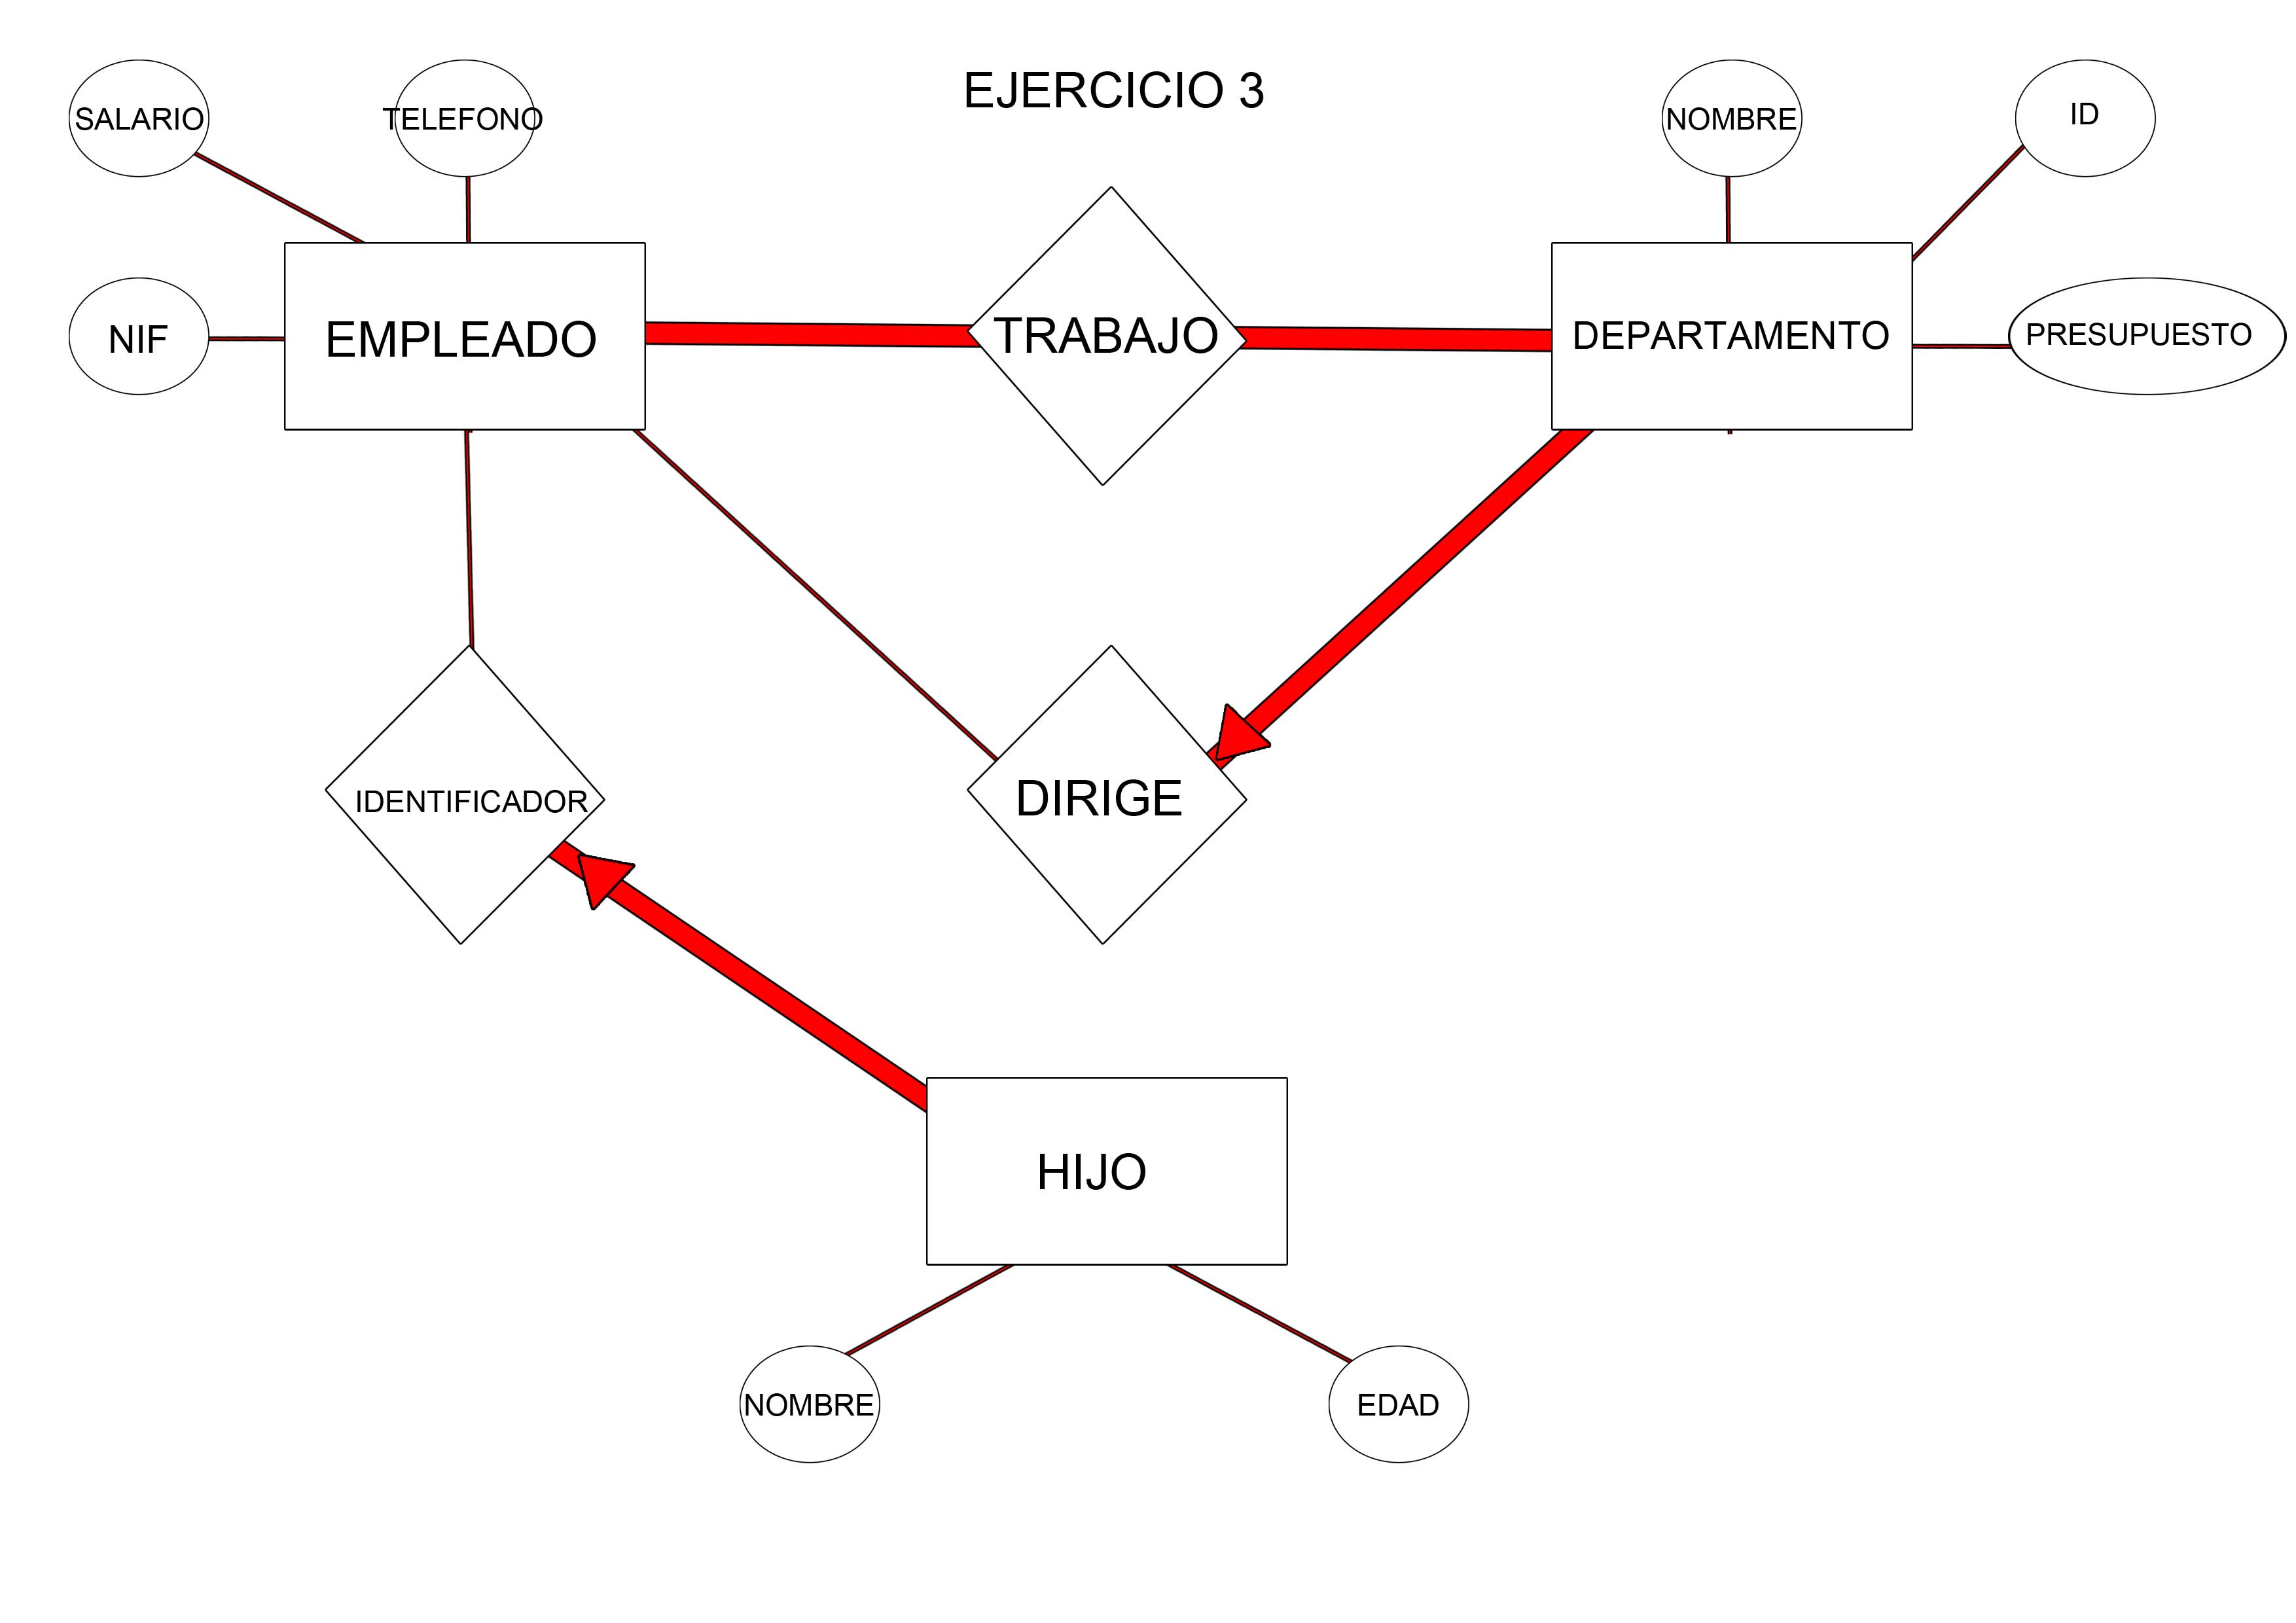 EJERCICIO 3
SALARIO
TELEFONO
NOMBRE
ID
NIF
EMPLEADO
TRABAJO
DEPARTAMENTO
PRESUPUESTO
IDENTIFICADOR
DIRIGE
HIJO
NOMBRE
EDAD